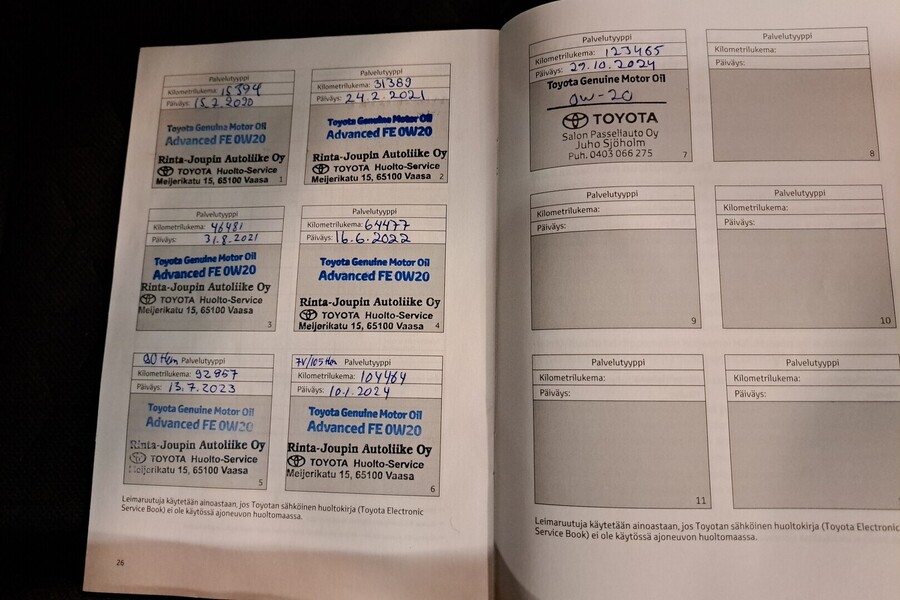 Palvelutyyppi
Kilometrilukema: 15394
Päiväys: 15.7.2020
Toyota Genuine Motor Oil
Advanced FE 0W20
Rinta-Joupin Autoliike Oy
TOYOTA Huolto-Service
Meijerikatu 15, 65100 Vaasa
1
Palvelutyyppi
Kilometrilukema: 31389
Päiväys: 24.2.2021
Toyota Genuine Motor Oil
Advanced FE 0W20
Rinta-Joupin Autoliike Oy
TOYOTA Huolto-Service
Meijerikatu 15, 65100 Vaasa
2
Palvelutyyppi
Kilometrilukema: 46481
Päiväys: 31.8.2021
Toyota Genuine Motor Oil
Advanced FE 0W20
Rinta-Joupin Autoliike Oy
TOYOTA Huolto-Service
Meijerikatu 15, 65100 Vaasa
3
Palvelutyyppi
Kilometrilukema: 64477
Päiväys: 16.6.2022
Toyota Genuine Motor Oil
Advanced FE 0W20
Rinta-Joupin Autoliike Oy
TOYOTA Huolto-Service
Meijerikatu 15, 65100 Vaasa
4
90 tkm Palvelutyyppi
Kilometrilukema: 92857
Päiväys: 13.7.2023
Toyota Genuine Motor Oil
Advanced FE 0W20
Rinta-Joupin Autoliike Oy
TOYOTA Huolto-Service
Meijerikatu 15, 65100 Vaasa
5
7V/105tkm Palvelutyyppi
Kilometrilukema: 104464
Päiväys: 10.1.2024
Toyota Genuine Motor Oil
Advanced FE 0W20
Rinta-Joupin Autoliike Oy
TOYOTA Huolto-Service
Meijerikatu 15, 65100 Vaasa
6
Leimaruutuja käytetään ainoastaan, jos Toyotan sähköinen huoltokirja (Toyota Electronic
Service Book) ei ole käytössä ajoneuvon huoltomaassa.
26
Palvelutyyppi
Kilometrilukema: 123465
Päiväys: 29.10.2024
Toyota Genuine Motor Oil
0W-20
TOYOTA
Salon Passeliauto Oy
Juho Sjöholm
Puh. 0403 066 275
7
Palvelutyyppi
Kilometrilukema:
Päiväys:
8
Palvelutyyppi
Kilometrilukema:
Päiväys:
9
Palvelutyyppi
Kilometrilukema:
Päiväys:
10
Palvelutyyppi
Kilometrilukema:
Päiväys:
11
Palvelutyyppi
Kilometrilukema:
Päiväys:
Leimaruutuja käytetään ainoastaan, jos Toyotan sähköinen huoltokirja (Toyota Electronic
Service Book) ei ole käytössä ajoneuvon huoltomaassa.